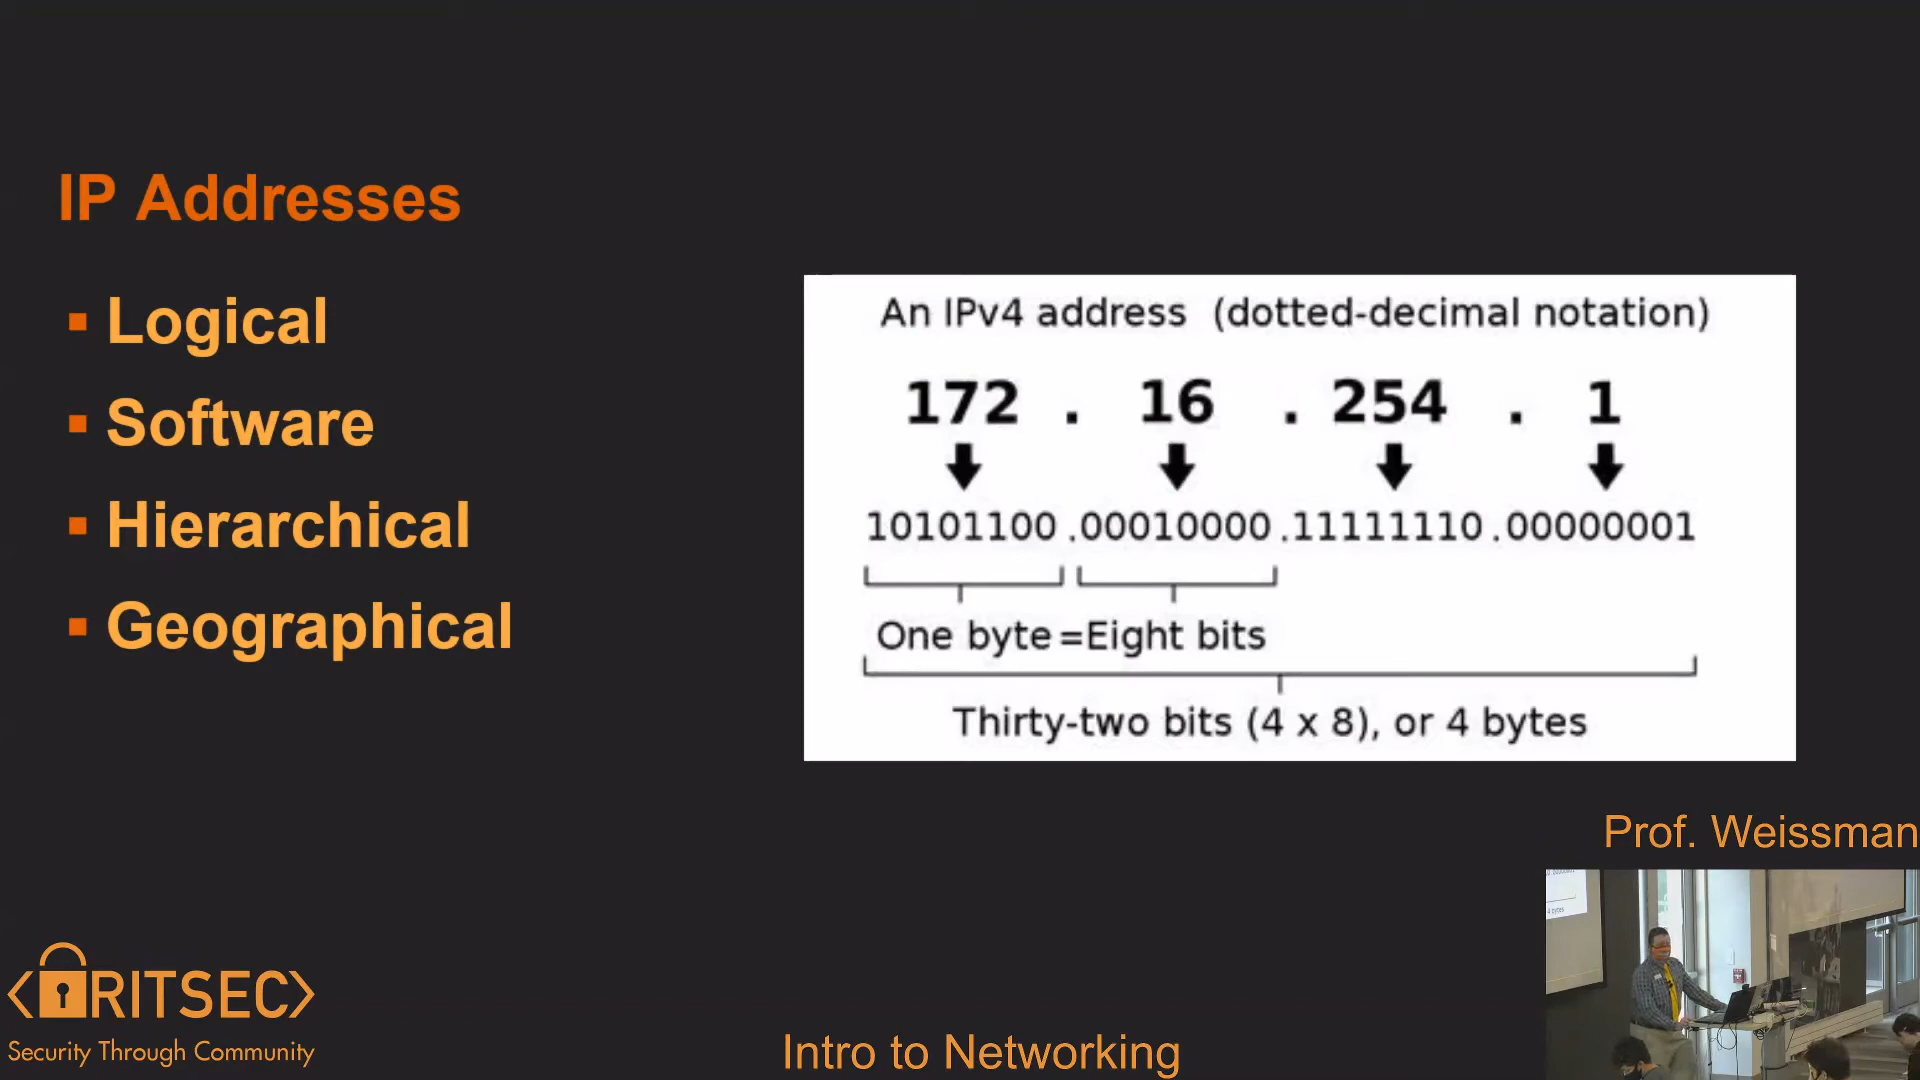 IP Addresses
Logical
Software
Hierarchical
Geographical
An IPv4 address (dotted-decimal notation)
172 . 16 . 254 . 1
10101100 .00010000 .11111110 .00000001
One byte =Eight bits
Thirty-two bits (4 x 8), or 4 bytes
Prof. Weissman
4 bytes
RITSEC
Security Through Community
Intro to Networking